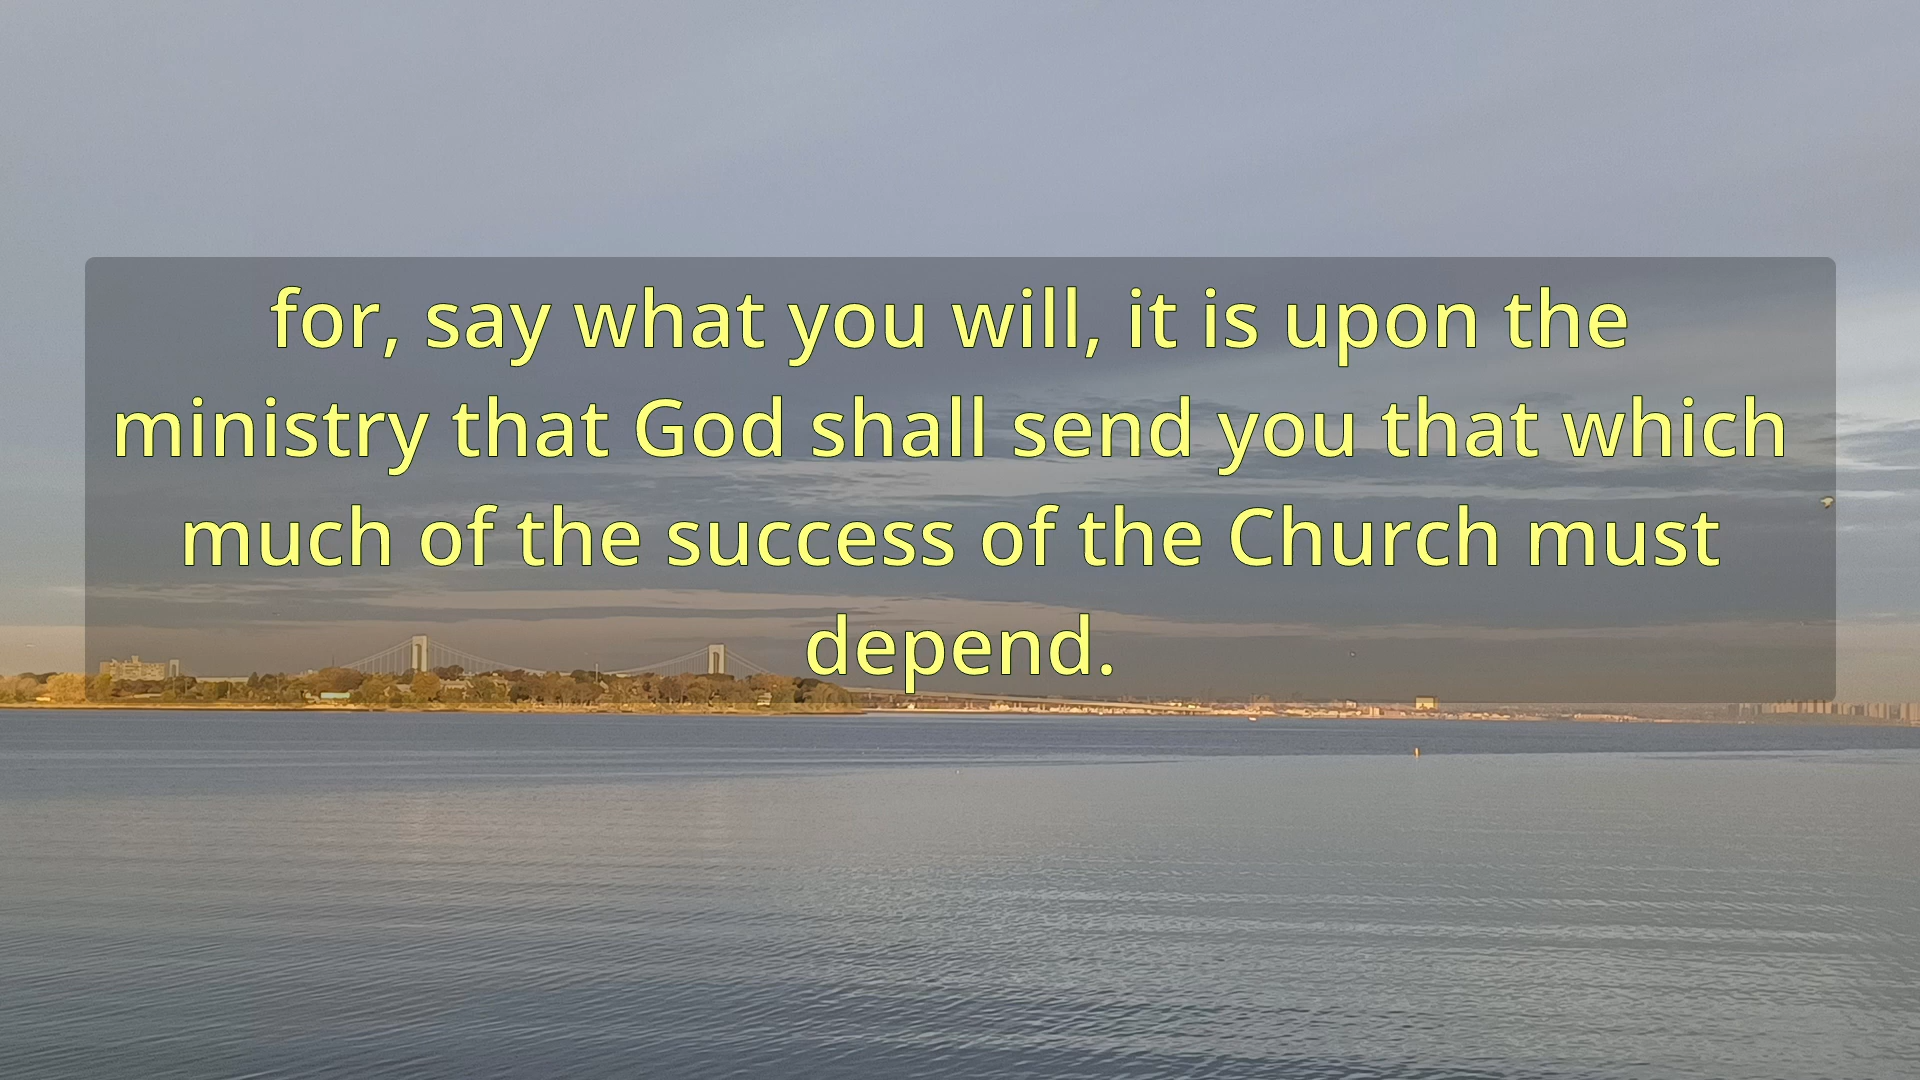 for, say what you will, it is upon the
ministry that God shall send you that which
much of the success of the Church must
depend.